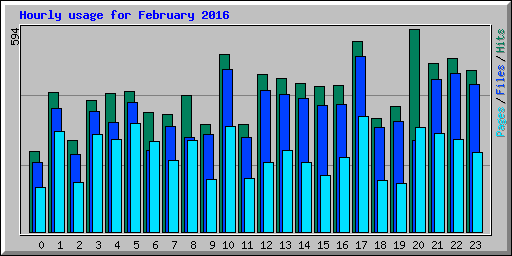 Hourly usage for February 2016
594
Pages/Files/Hits
0 1 2 3 4 5 6 7 8 9 10 11 12 13 14 15 16 17 18 19 20 21 22 23